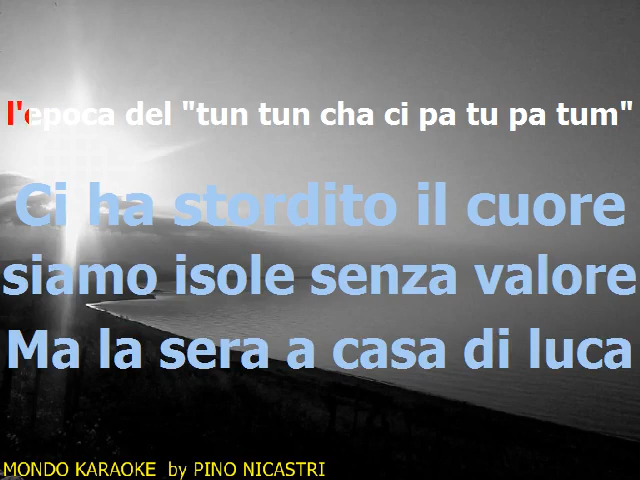 l'epoca del "tun tun cha ci pa tu pa tum"
Ci ha stordito il cuore
siamo isole senza valore
Ma la sera a casa di luca
MONDO KARAOKE by PINO NICASTRI